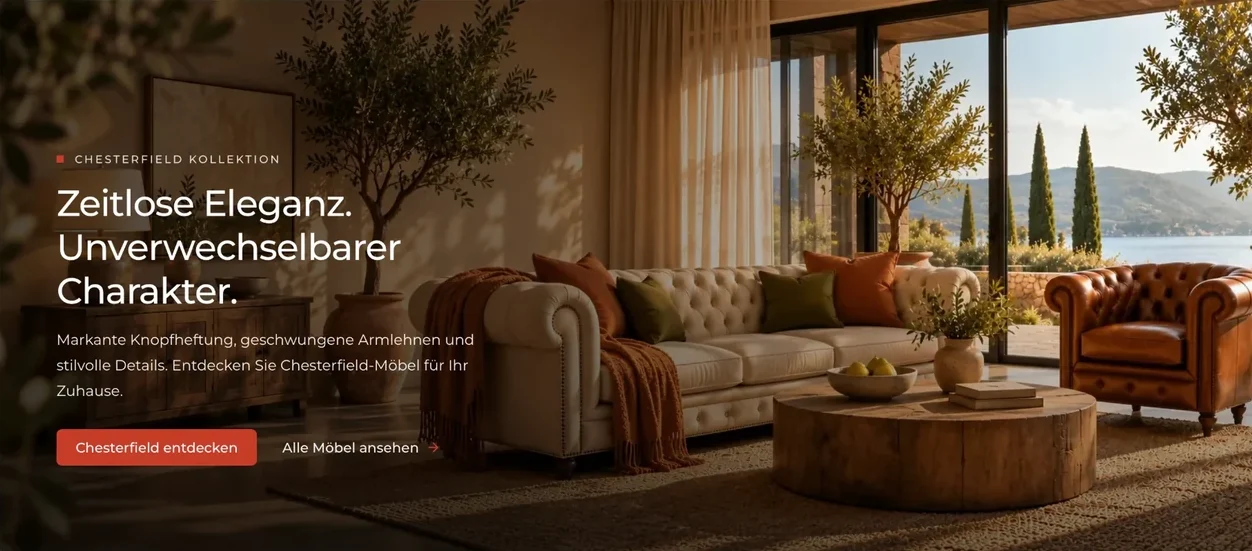 CHESTERFIELD KOLLEKTION
Zeitlose Eleganz.
Unverwechselbarer
Charakter.
Markante Knopfheftung, geschwungene Armlehnen und
stilvolle Details. Entdecken Sie Chesterfield-Möbel für Ihr
Zuhause.
Chesterfield entdecken
Alle Möbel ansehen →